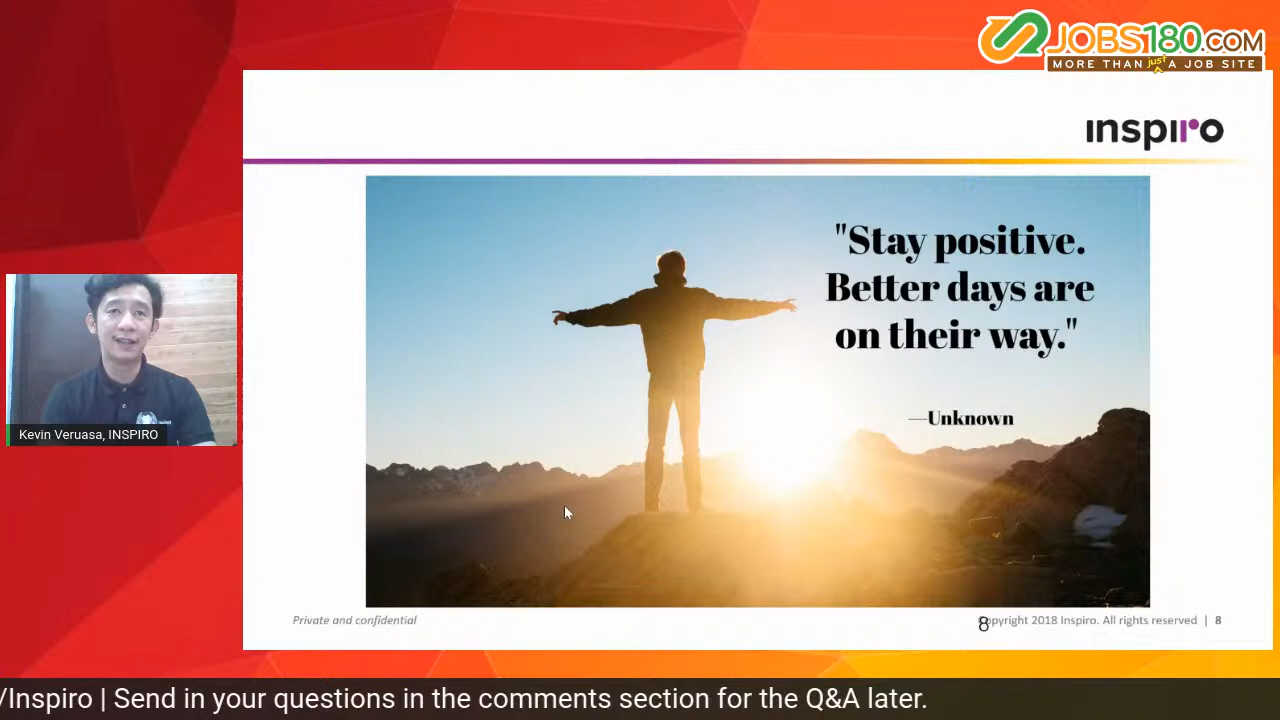 JOBS180.COM
MORE THAN just A JOB SITE
inspiro
"Stay positive.
Better days are
on their way."
—Unknown
Kevin Veruasa, INSPIRO
Private and confidential
8
opyright 2018 Inspiro. All rights reserved | 8
/Inspiro | Send in your questions in the comments section for the Q&A later.